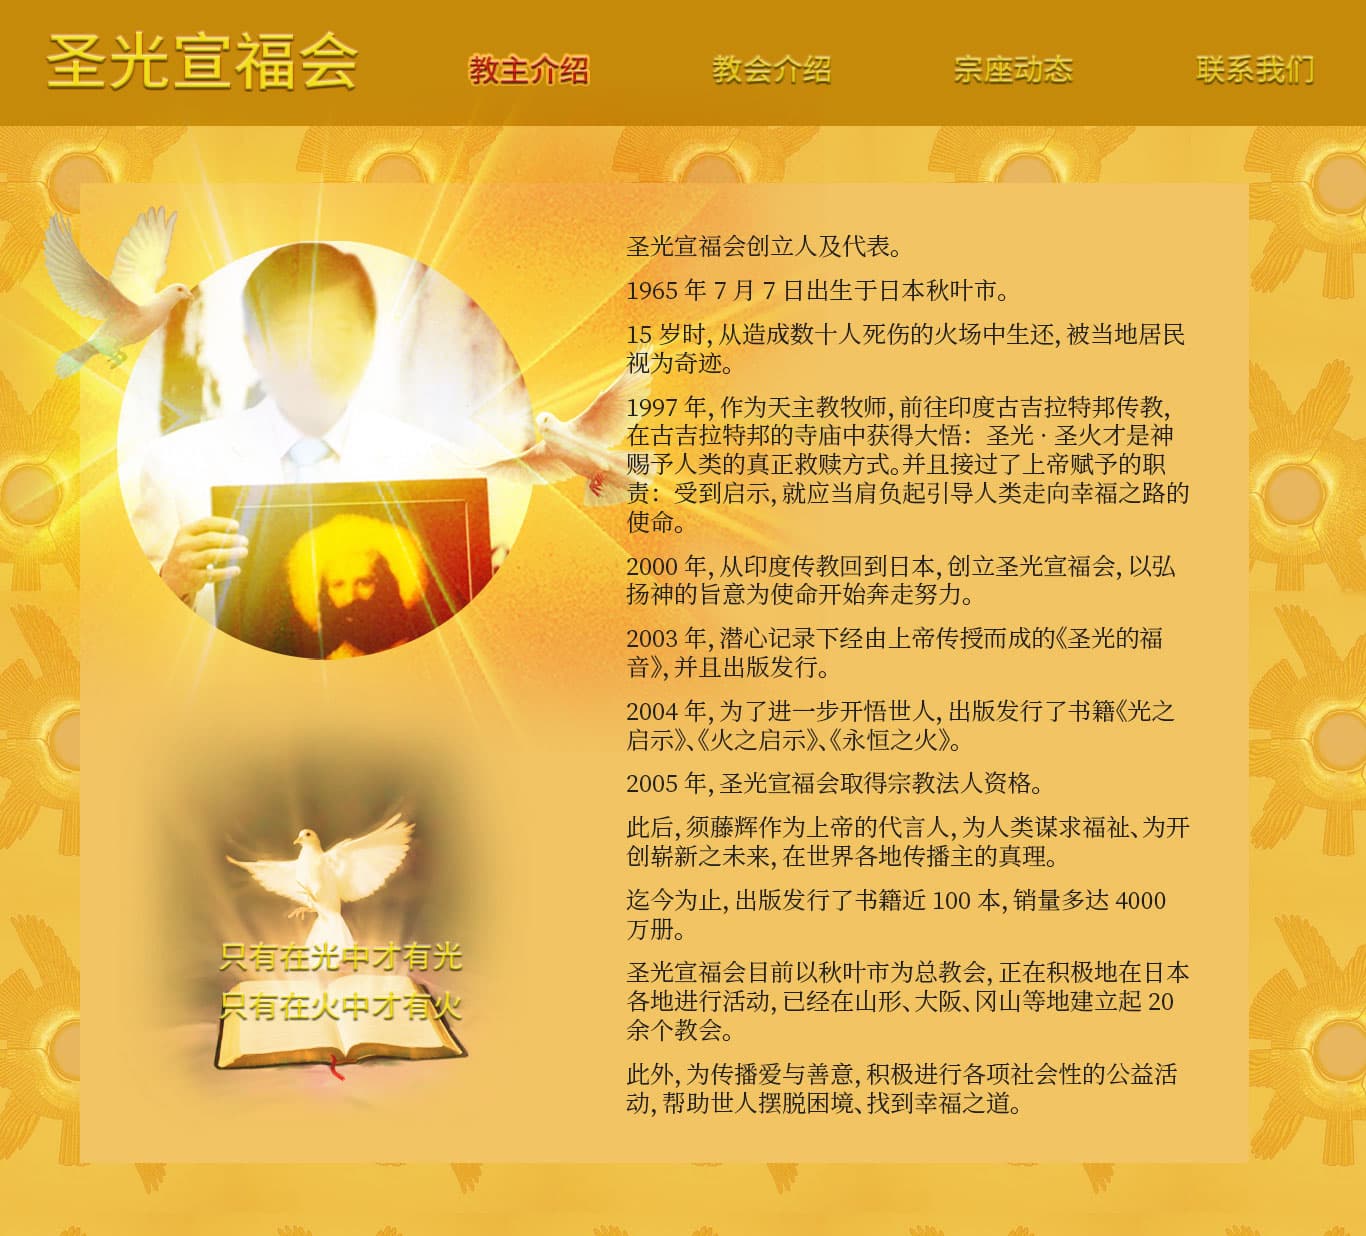 圣光宣福会
教主介绍
教会介绍
宗座动态
联系我们
圣光宣福会创立人及代表。
1965 年 7 月 7 日出生于日本秋叶市。
15 岁时，从造成数十人死伤的火场中生还，被当地居民
视为奇迹。
1997 年，作为天主教牧师，前往印度古吉拉特邦传教，
在古吉拉特邦的寺庙中获得大悟：圣光 · 圣火才是神
赐予人类的真正救赎方式。并且接过了上帝赋予的职
责：受到启示，就应当肩负起引导人类走向幸福之路的
使命。
2000 年，从印度传教回到日本，创立圣光宣福会，以弘
扬神的旨意为使命开始奔走努力。
2003 年，潜心记录下经由上帝传授而成的《圣光的福
音》，并且出版发行。
2004 年，为了进一步开悟世人，出版发行了书籍《光之
启示》、《火之启示》、《永恒之火》。
2005 年，圣光宣福会取得宗教法人资格。
此后，须藤辉作为上帝的代言人，为人类谋求福祉、为开
创崭新之未来，在世界各地传播主的真理。
迄今为止，出版发行了书籍近 100 本，销量多达 4000
万册。
圣光宣福会目前以秋叶市为总教会，正在积极地在日本
各地进行活动，已经在山形、大阪、冈山等地建立起 20
余个教会。
此外，为传播爱与善意，积极进行各项社会性的公益活
动，帮助世人摆脱困境、找到幸福之道。
只有在光中才有光
只有在火中才有火